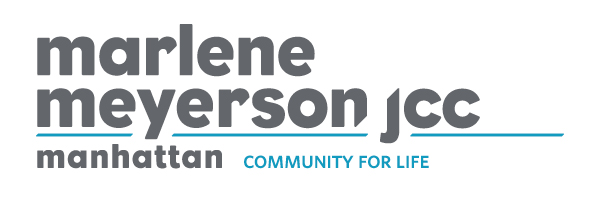 marlene
meyerson jcc
manhattan COMMUNITY FOR LIFE